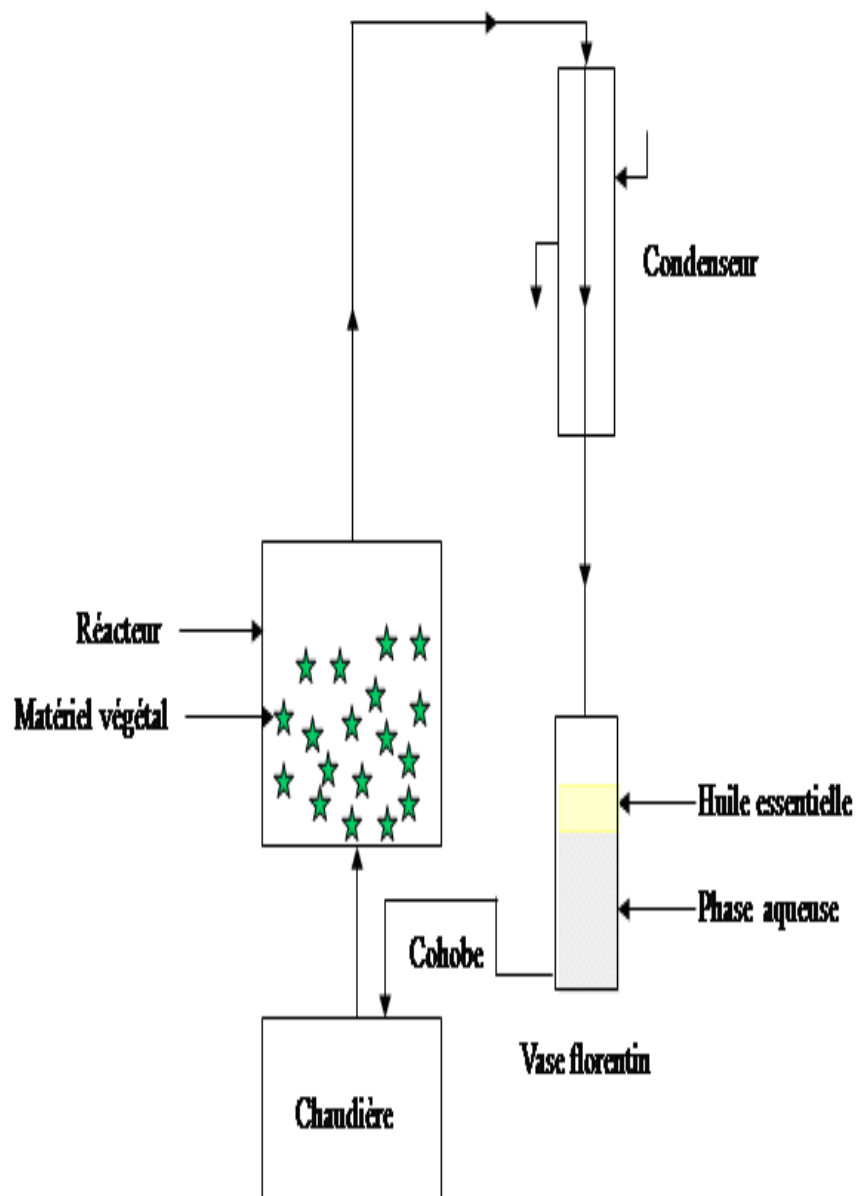 Condenseur
Réacteur
Matériel végétal
Huile essentielle
Phase aqueuse
Cohobe
Vase florentin
Chaudière